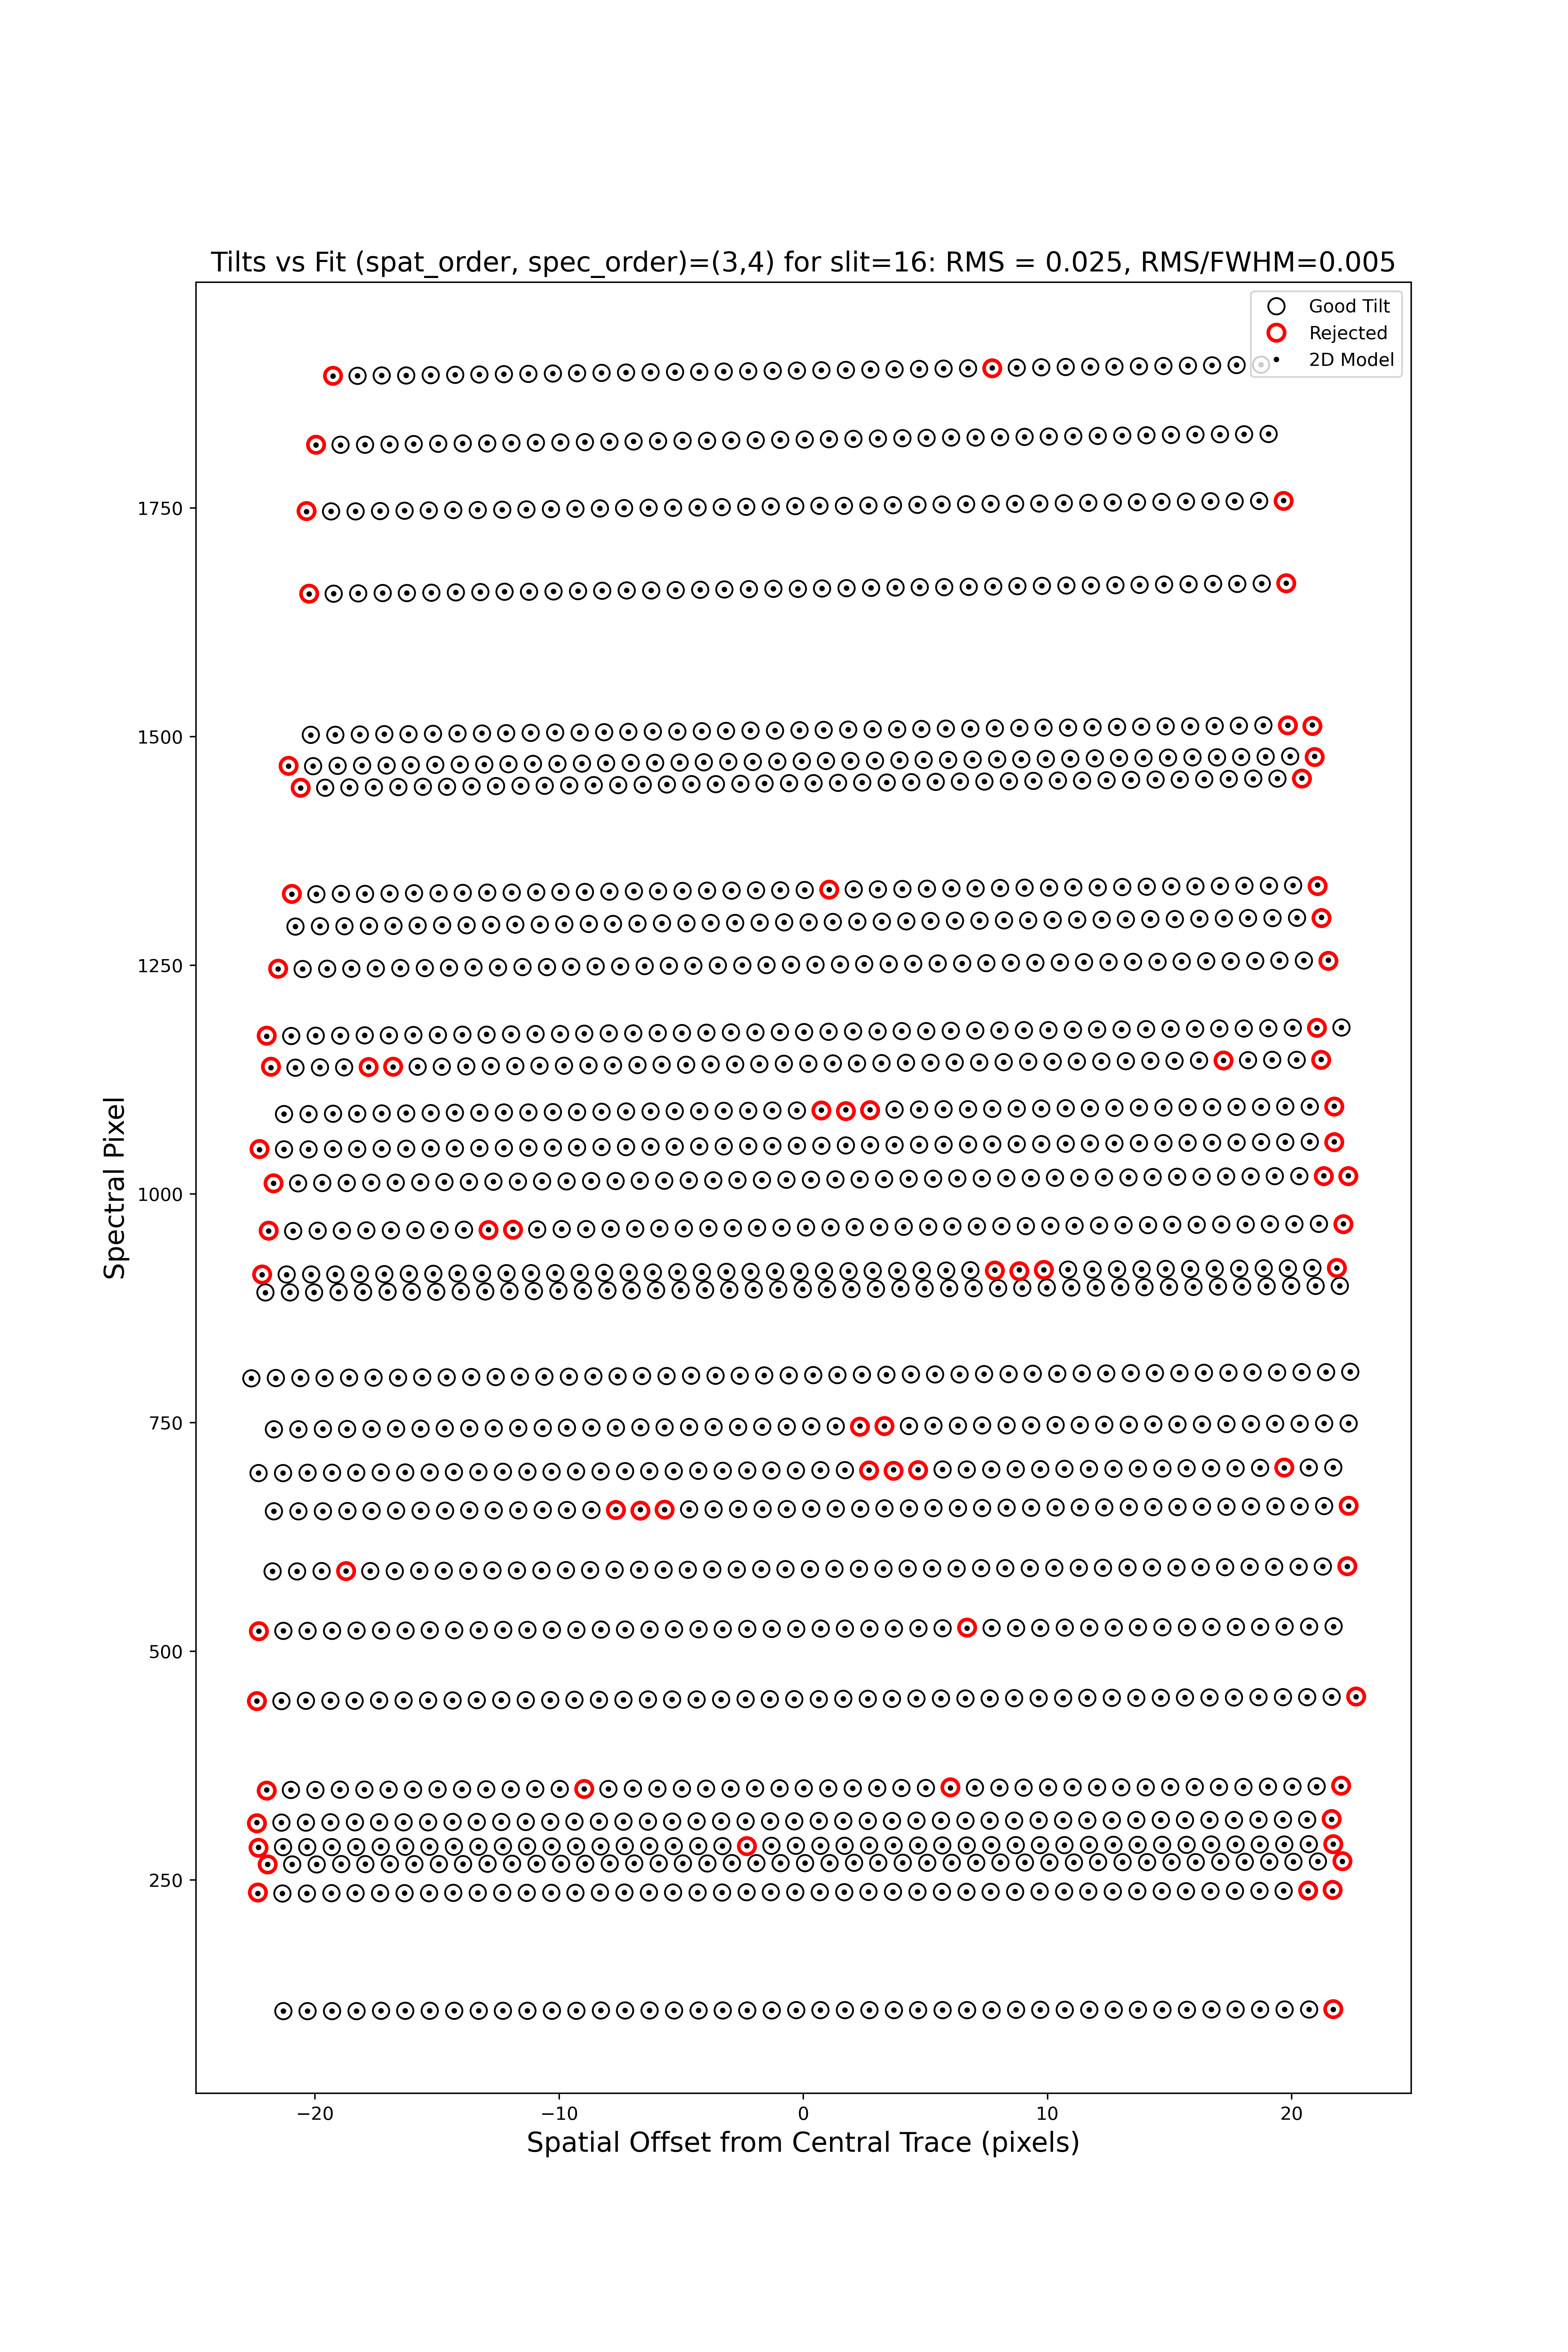 Tilts vs Fit (spat_order, spec_order)=(3,4) for slit=16: RMS = 0.025, RMS/FWHM=0.005
Good Tilt
Rejected
2D Model
1750
1500
1250
1000
750
500
250
Spectral Pixel
−20
−10
0
10
20
Spatial Offset from Central Trace (pixels)